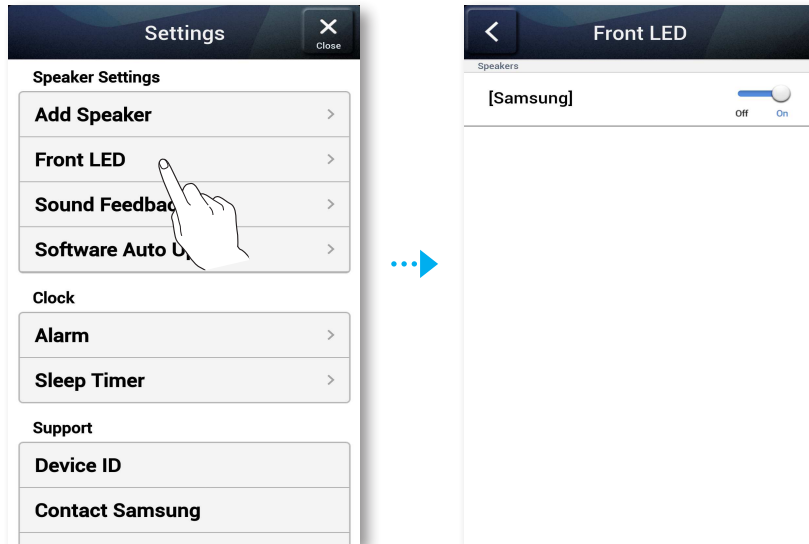 Settings
Close
Speaker Settings
Add Speaker
Front LED
Sound Feedbac
Software Auto U
Clock
Alarm
Sleep Timer
Support
Device ID
Contact Samsung
Front LED
Speakers
[Samsung]
Off On